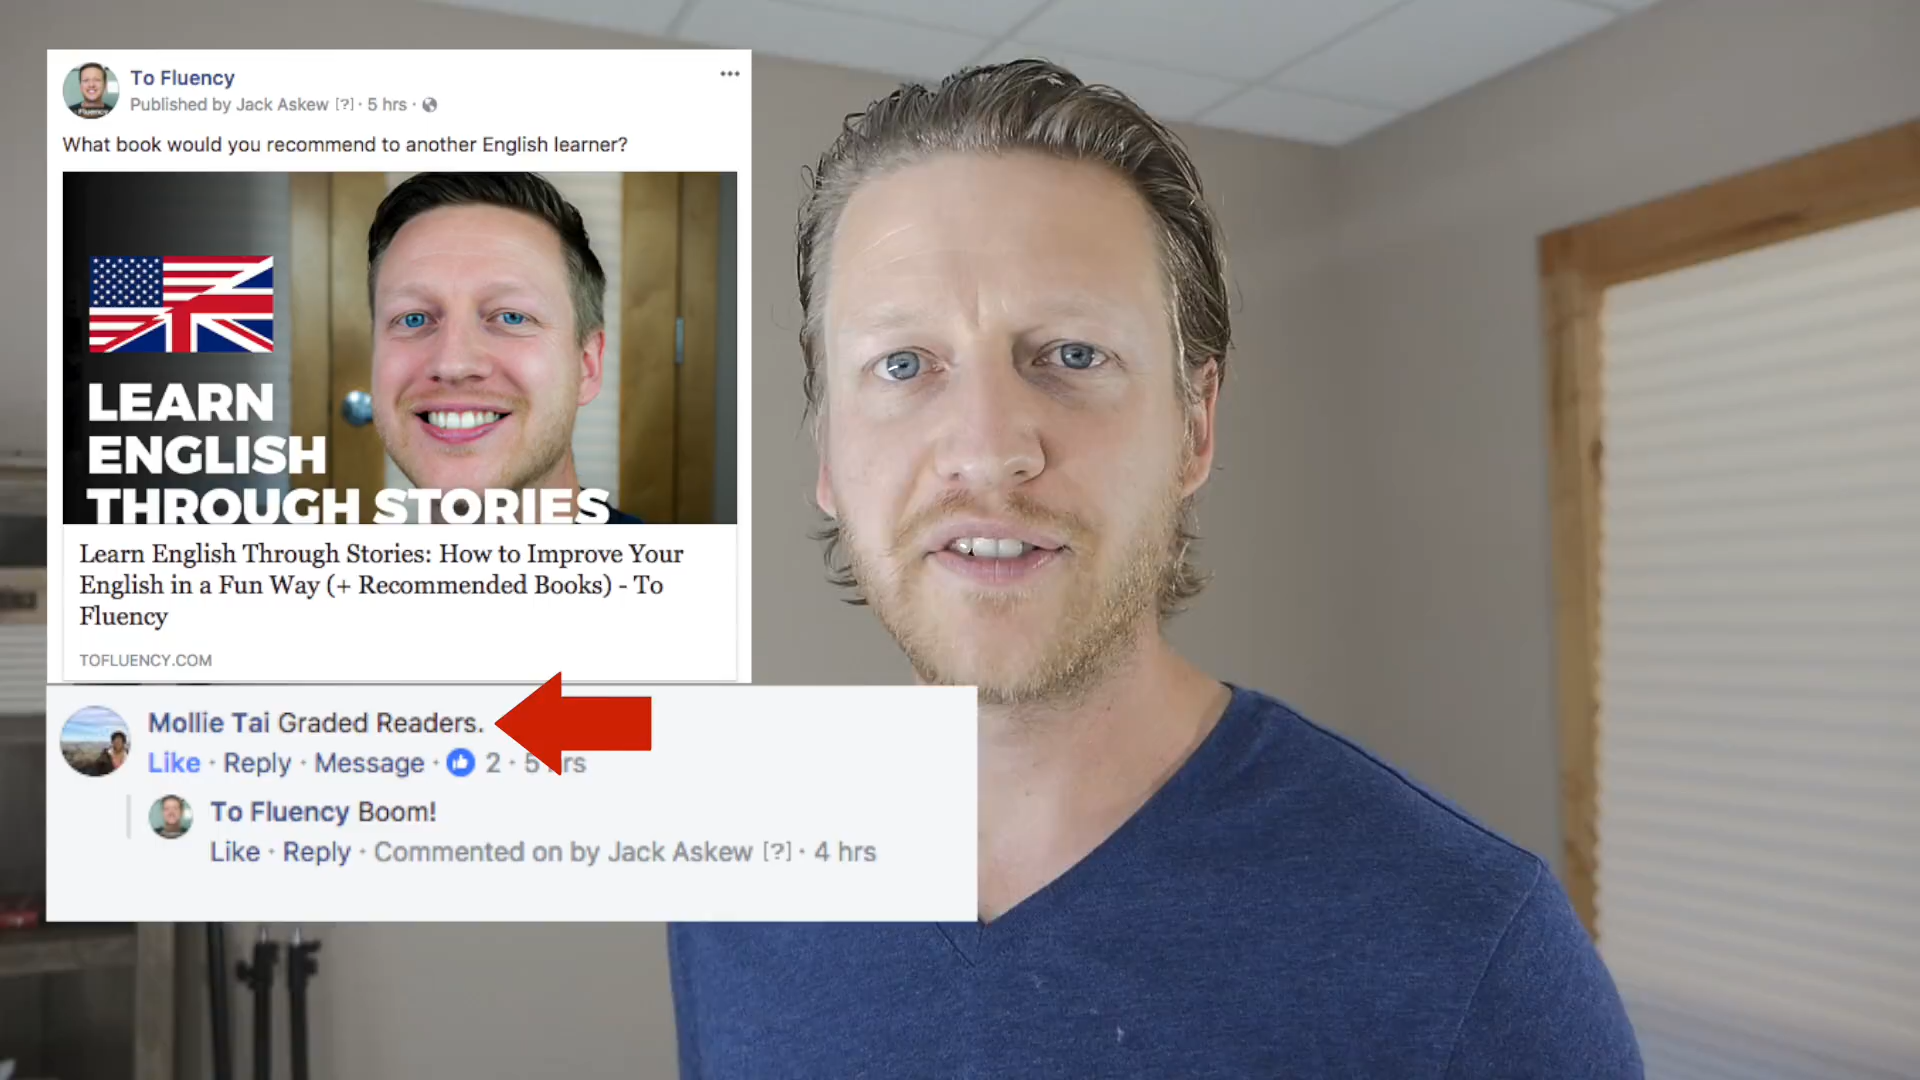 To Fluency
Published by Jack Askew [?] · 5 hrs ·
What book would you recommend to another English learner?
LEARN
ENGLISH
THROUGH STORIES
Learn English Through Stories: How to Improve Your
English in a Fun Way (+ Recommended Books) - To
Fluency
TOFLUENCY.COM
Mollie Tai Graded Readers.
Like · Reply · Message · 2 · 5 hrs
To Fluency Boom!
Like · Reply · Commented on by Jack Askew [?] · 4 hrs